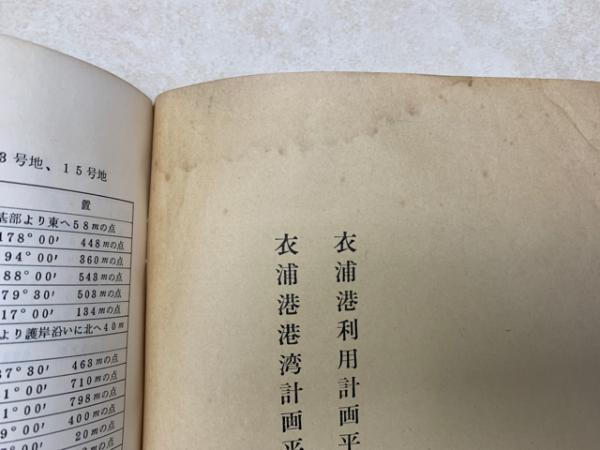 3号地、15号地
置
基部より東へ58mの点
178°00′ 448mの点
94°00′ 360mの点
88°00′ 543mの点
79°30′ 503mの点
17°00′ 134mの点
より護岸沿いに北へ40m
7°30′ 463mの点
1°00′ 710mの点
1°00′ 798mの点
9°00′ 400mの点
0° 20mの点
衣浦港利用計画平
衣浦港港湾計画平